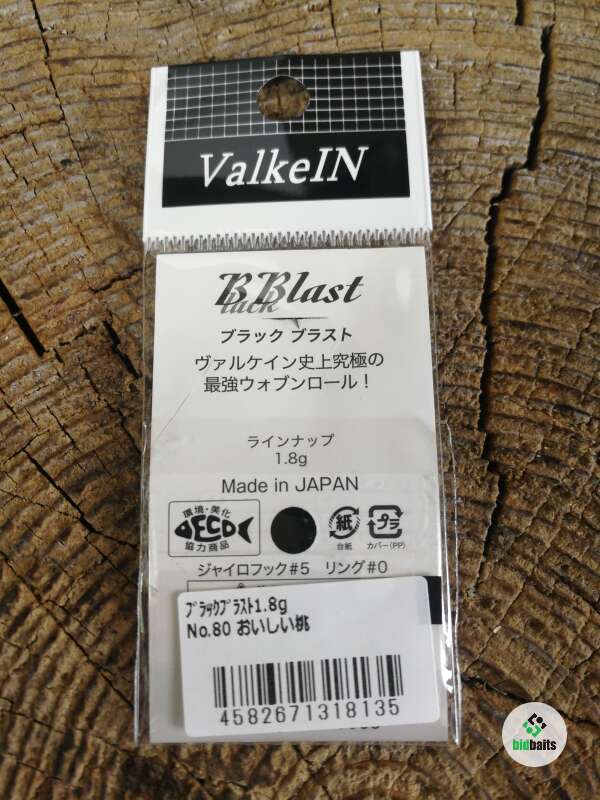 ValkeIN
Black Blast
ブラック ブラスト
ヴァルケイン史上究極の
最強ウォブンロール！
ラインナップ
1.8g
Made in JAPAN
環境・美化
ECO
協力商品
紙
台紙
プラ
カバー(PP)
ジャイロフック#5 リング#0
ﾌﾞﾗｯｸﾌﾞﾗｽﾄ1.8g
No.80 おいしい桃
4582671318135
bidbaits